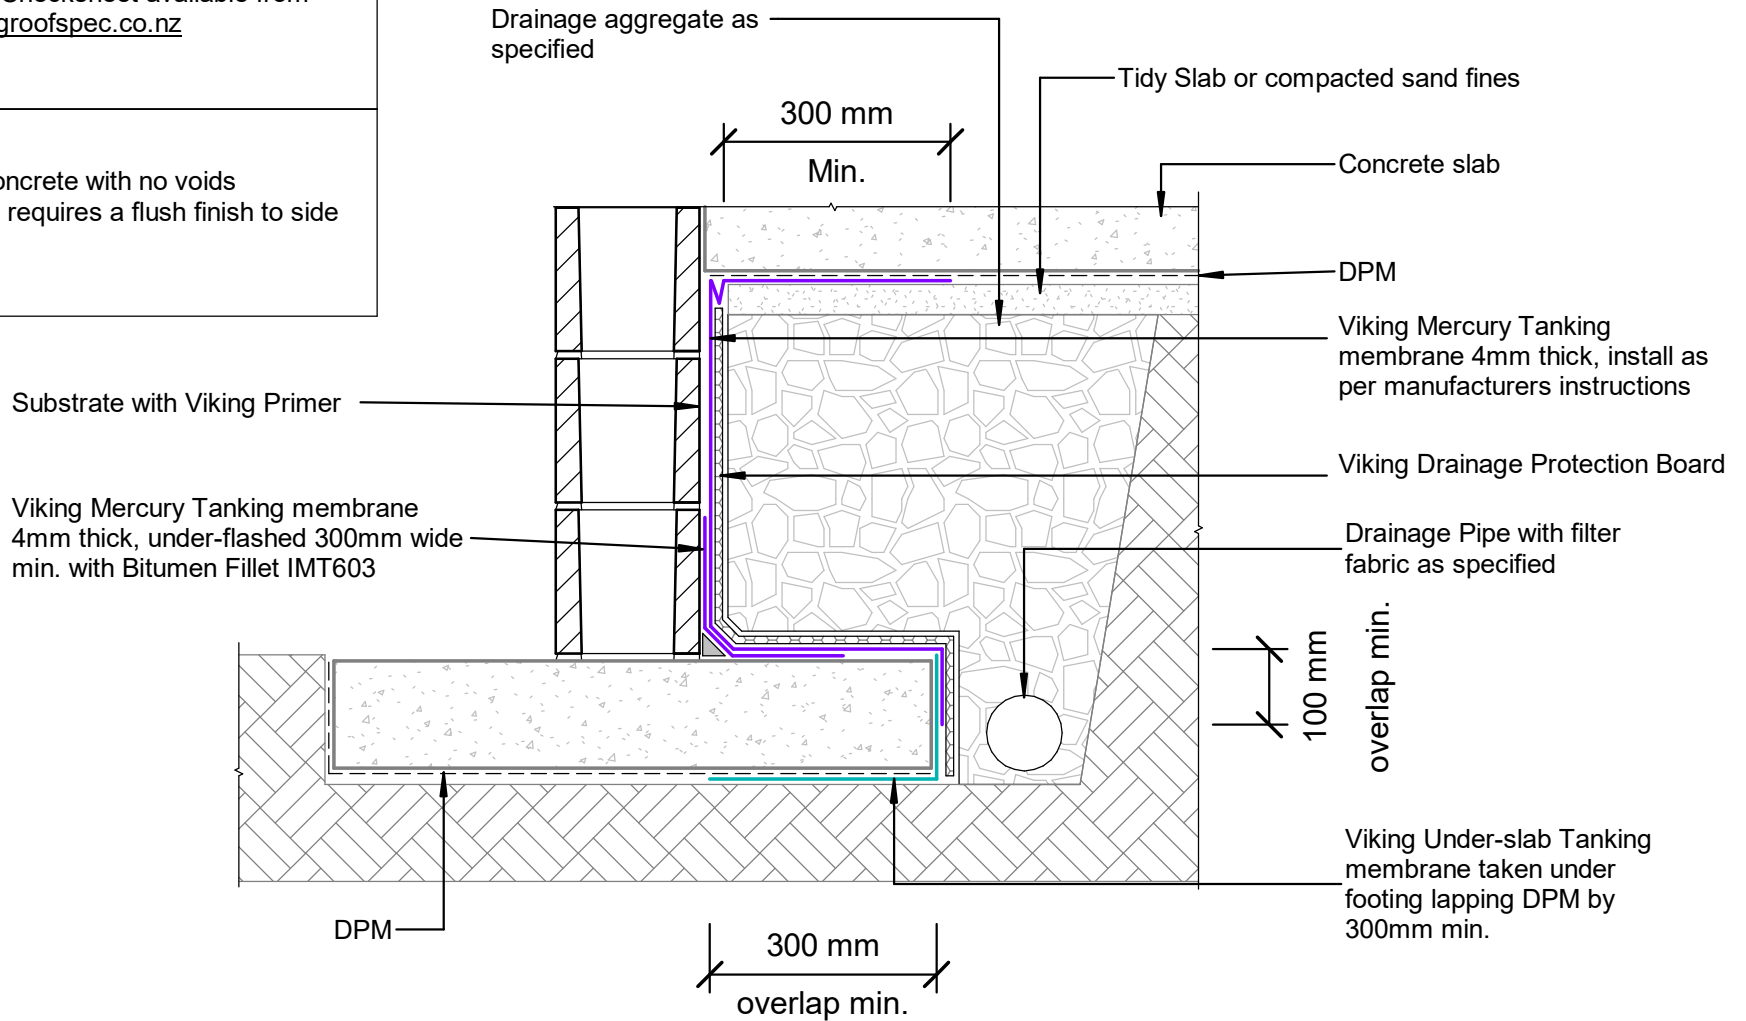 available from
groofspec.co.nz
with no voids
requires a flush finish to side
Drainage aggregate as
specified
Tidy Slab or compacted sand fines
300 mm
Min.
Concrete slab
DPM
Viking Mercury Tanking
membrane 4mm thick, install as
per manufacturers instructions
Substrate with Viking Primer
Viking Drainage Protection Board
Viking Mercury Tanking membrane
4mm thick, under-flashed 300mm wide
min. with Bitumen Fillet IMT603
Drainage Pipe with filter
fabric as specified
100 mm
overlap min.
Viking Under-slab Tanking
membrane taken under
footing lapping DPM by
300mm min.
DPM
300 mm
overlap min.